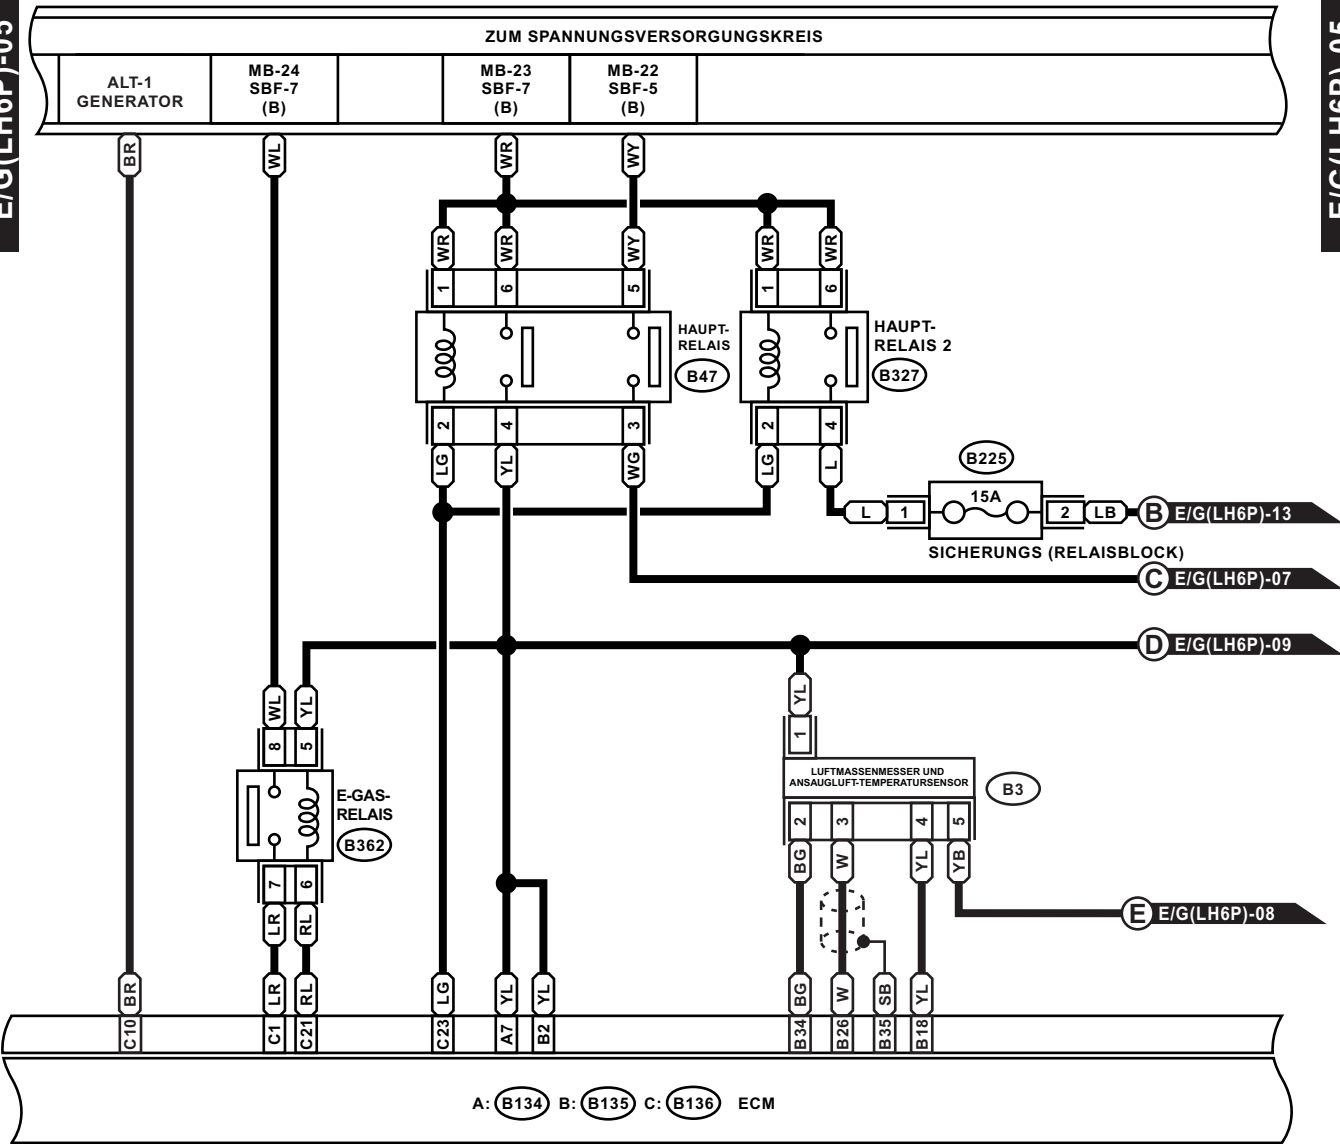 E/G(LH6P)-05
E/G(LH6P)-05
ZUM SPANNUNGSVERSORGUNGSKREIS
ALT-1
GENERATOR
MB-24
SBF-7
(B)
MB-23
SBF-7
(B)
MB-22
SBF-5
(B)
BR
WL
WR
WY
WR
WR
WY
WR
WR
1
6
5
1
6
HAUPT-
RELAIS
B47
HAUPT-
RELAIS 2
B327
2
4
3
2
4
LG
YL
WG
LG
L
B225
15A
L
1
2
LB
B
E/G(LH6P)-13
SICHERUNGS (RELAISBLOCK)
C
E/G(LH6P)-07
D
E/G(LH6P)-09
WL
YL
YL
8
5
1
E-GAS-
RELAIS
B362
LUFTMASSENMESSER UND
ANSAUGLUFT-TEMPERATURSENSOR
B3
2
3
4
5
7
6
BG
W
YL
YB
LR
RL
E
E/G(LH6P)-08
BR
LR
RL
LG
YL
YL
BG
W
SB
YL
C10
C1
C21
C23
A7
B2
B34
B26
B35
B18
A: B134 B: B135 C: B136 ECM